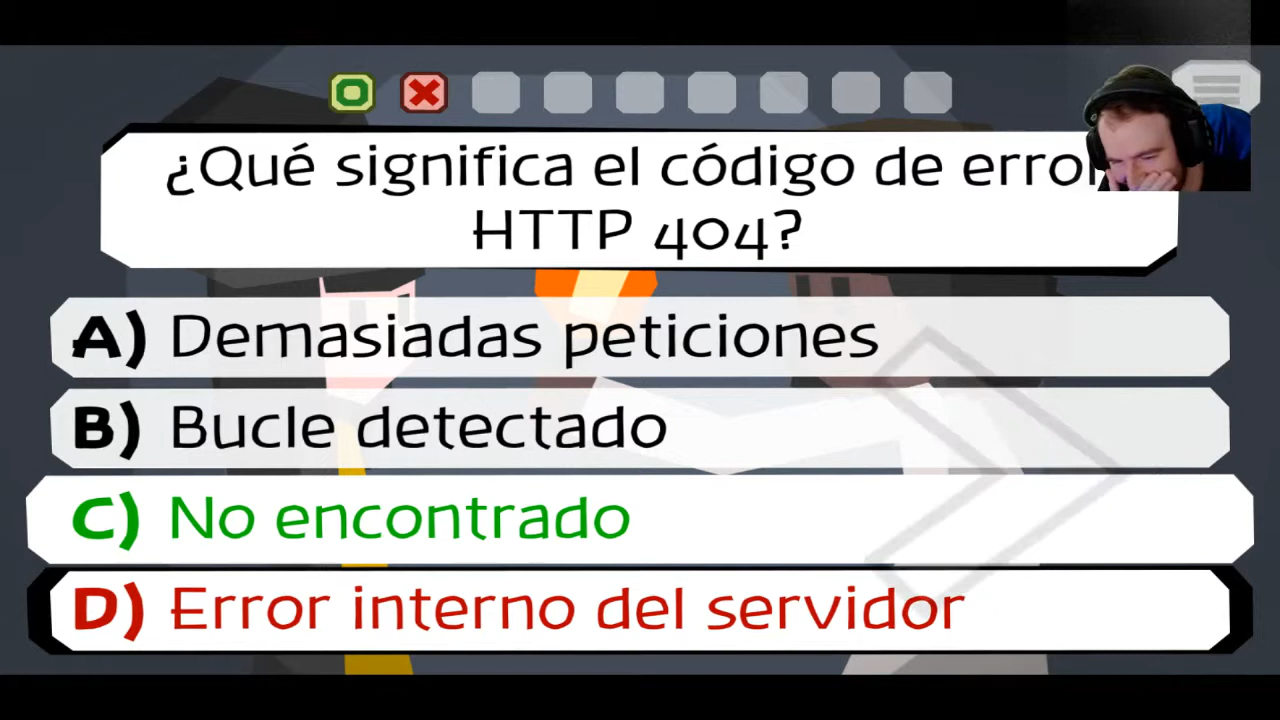 ¿Qué significa el código de error
HTTP 404?
A) Demasiadas peticiones
B) Bucle detectado
C) No encontrado
D) Error interno del servidor